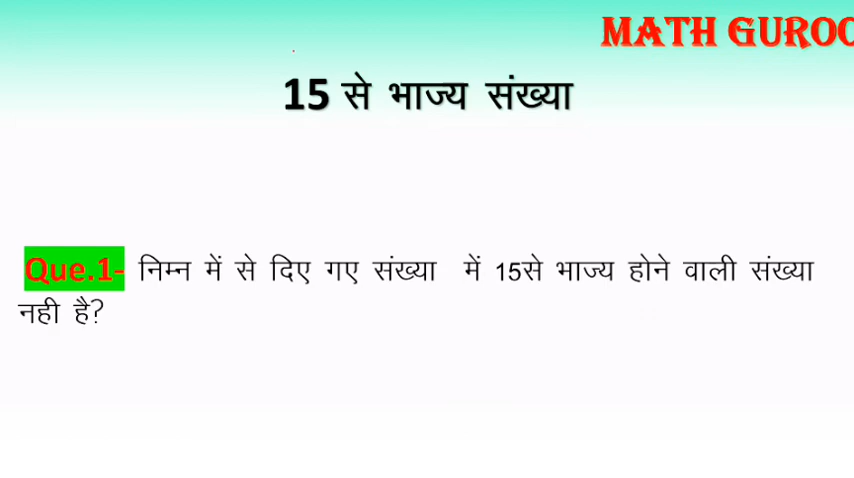 MATH GUROO
15 से भाज्य संख्या
Que.1- निम्न में से दिए गए संख्या में 15से भाज्य होने वाली संख्या
नही है?